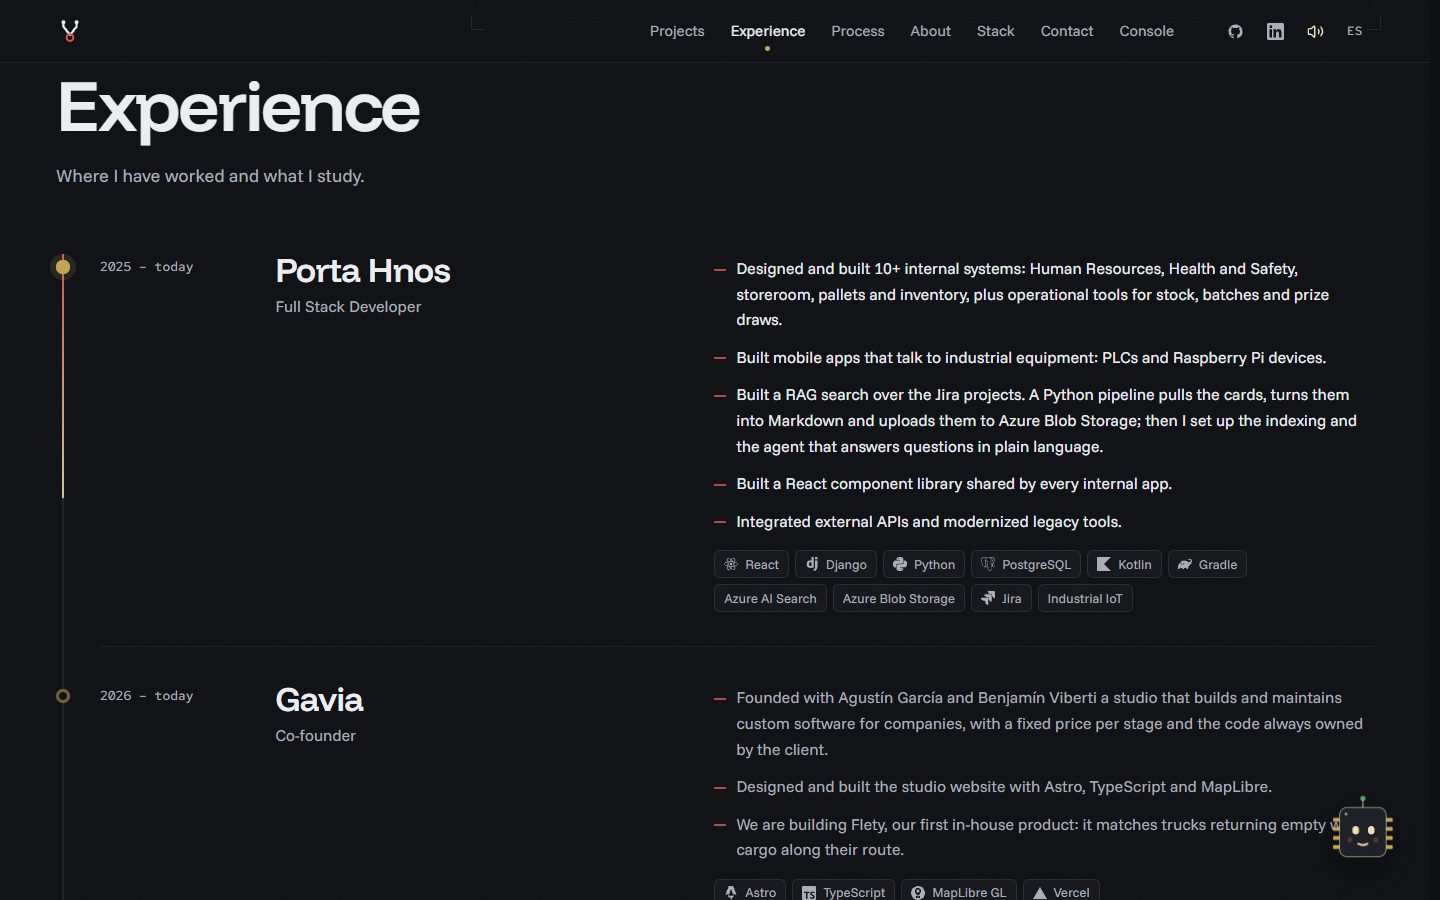 Projects
Experience
Process
About
Stack
Contact
Console
ES
Experience
Where I have worked and what I study.
2025 – today
Porta Hnos
Full Stack Developer
— Designed and built 10+ internal systems: Human Resources, Health and Safety,
storeroom, pallets and inventory, plus operational tools for stock, batches and prize
draws.
— Built mobile apps that talk to industrial equipment: PLCs and Raspberry Pi devices.
— Built a RAG search over the Jira projects. A Python pipeline pulls the cards, turns them
into Markdown and uploads them to Azure Blob Storage; then I set up the indexing and
the agent that answers questions in plain language.
— Built a React component library shared by every internal app.
— Integrated external APIs and modernized legacy tools.
React
Django
Python
PostgreSQL
Kotlin
Gradle
Azure AI Search
Azure Blob Storage
Jira
Industrial IoT
2026 – today
Gavia
Co-founder
— Founded with Agustín García and Benjamín Viberti a studio that builds and maintains
custom software for companies, with a fixed price per stage and the code always owned
by the client.
— Designed and built the studio website with Astro, TypeScript and MapLibre.
— We are building Flety, our first in-house product: it matches trucks returning empty
cargo along their route.
Astro
TypeScript
MapLibre GL
Vercel